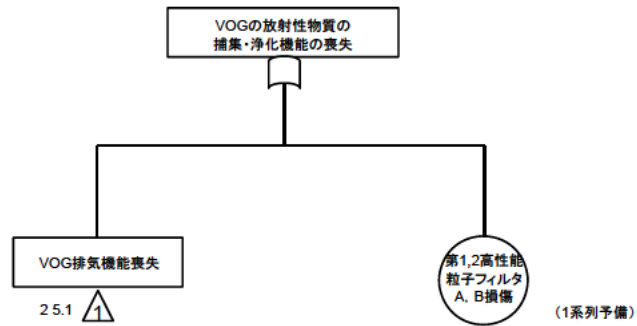 VOGの放射性物質の
捕集・浄化機能の喪失
VOG排気機能喪失
2 5.1
1
第1,2高性能
粒子フィルタ
A, B損傷
(1系列予備)